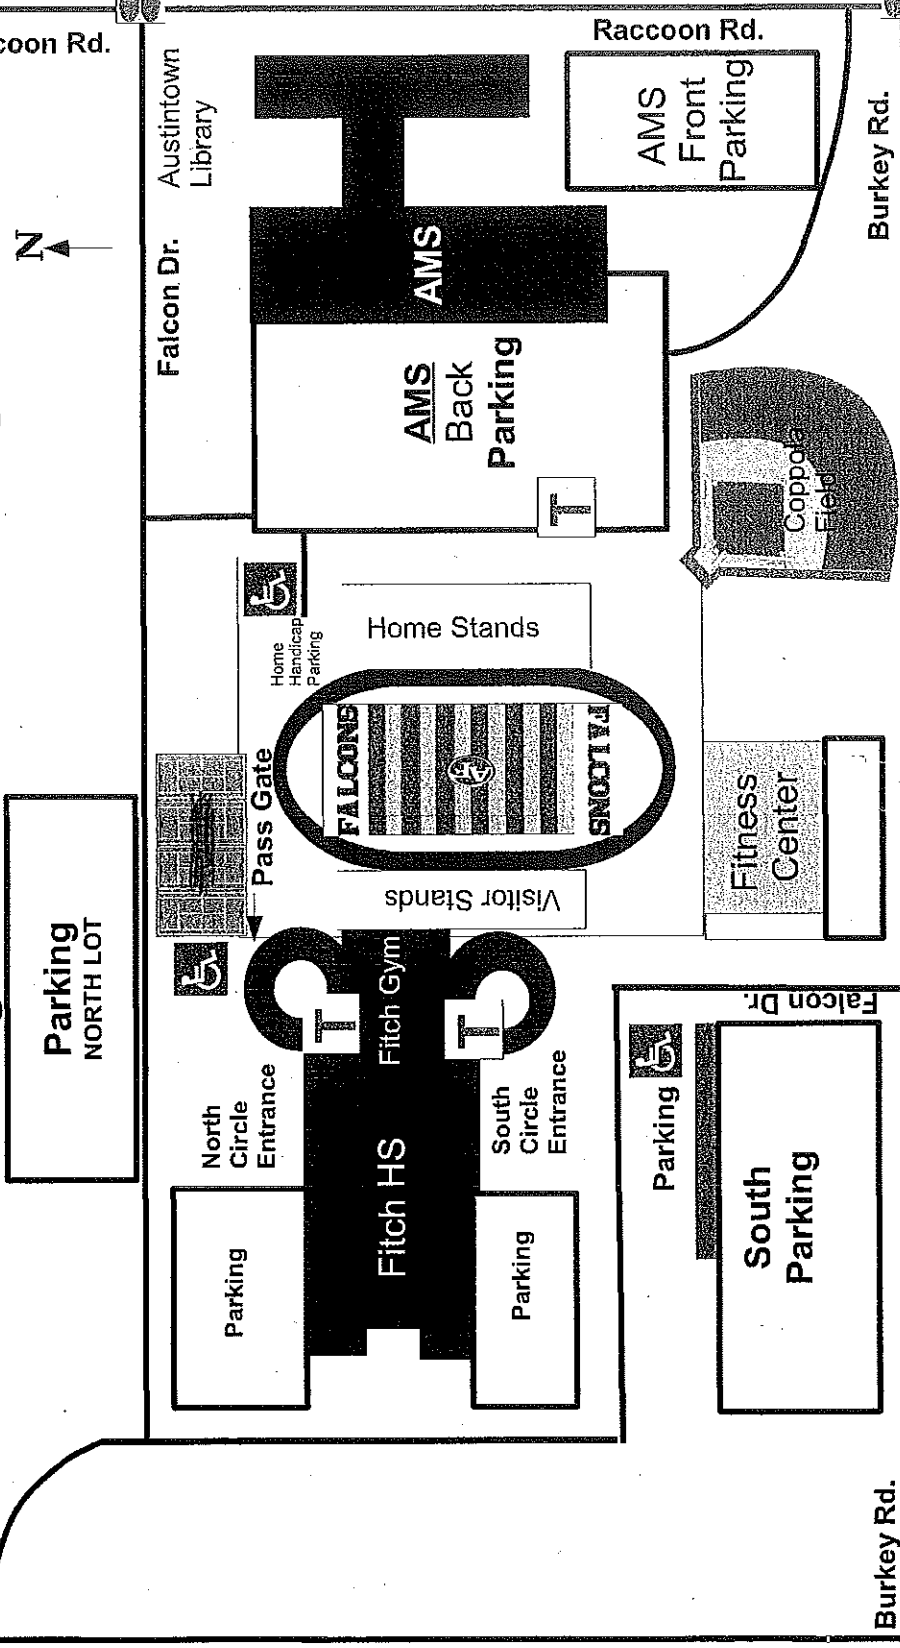 coon Rd.
Raccoon Rd.
Austintown
Library
AMS
Front
Parking
Burkey Rd.
N
Falcon Dr.
AMS
AMS
Back
Parking
T
Coppola
Field
Home
Handicap
Parking
Home Stands
FALCONS
FALCONS
Pass Gate
Visitor Stands
Fitness
Center
Parking
NORTH LOT
Fitch Gym
T
T
Falcon Dr.
North
Circle
Entrance
South
Circle
Entrance
Parking
Fitch HS
Parking
Parking
South
Parking
Burkey Rd.